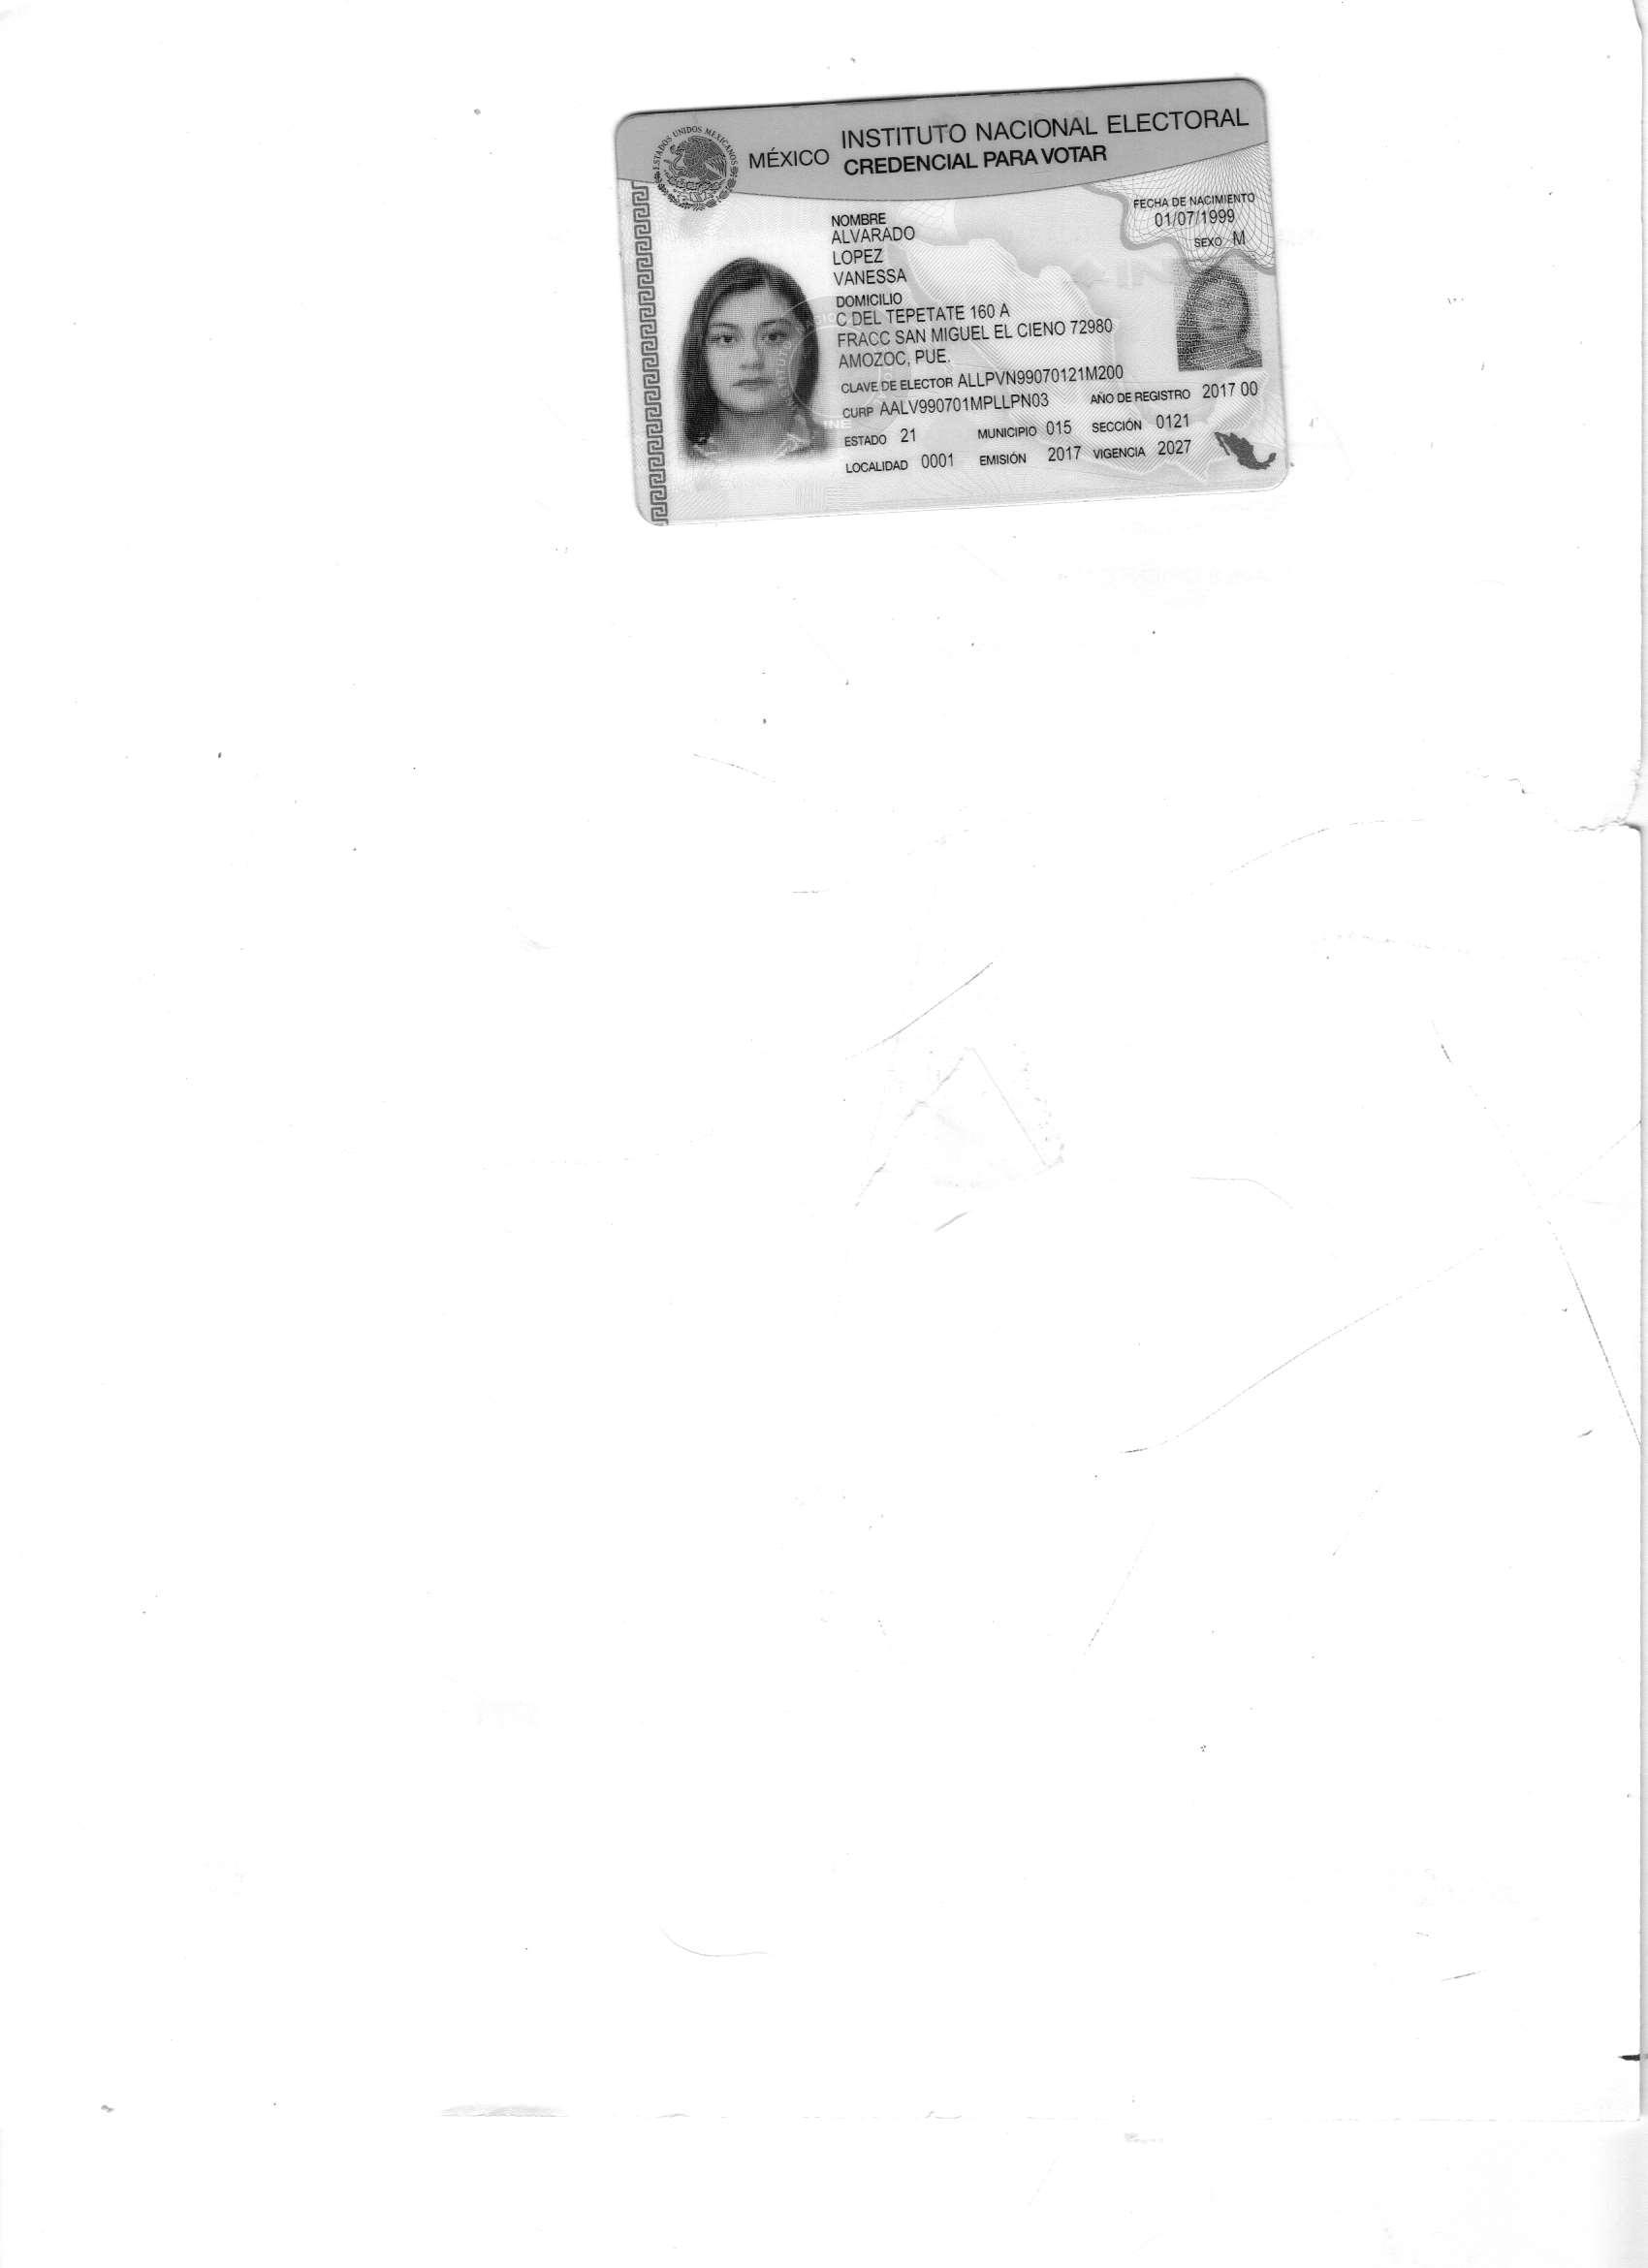 ESTADOS UNIDOS MEXICANOS
MÉXICO
INSTITUTO NACIONAL ELECTORAL
CREDENCIAL PARA VOTAR
FECHA DE NACIMIENTO
01/07/1999
SEXO M
NOMBRE
ALVARADO
LOPEZ
VANESSA
DOMICILIO
C DEL TEPETATE 160 A
FRACC SAN MIGUEL EL CIENO 72980
AMOZOC, PUE.
CLAVE DE ELECTOR ALLPVN99070121M200
CURP AALV990701MPLLPN03 AÑO DE REGISTRO 2017 00
ESTADO 21 MUNICIPIO 015 SECCIÓN 0121
LOCALIDAD 0001 EMISIÓN 2017 VIGENCIA 2027
INE